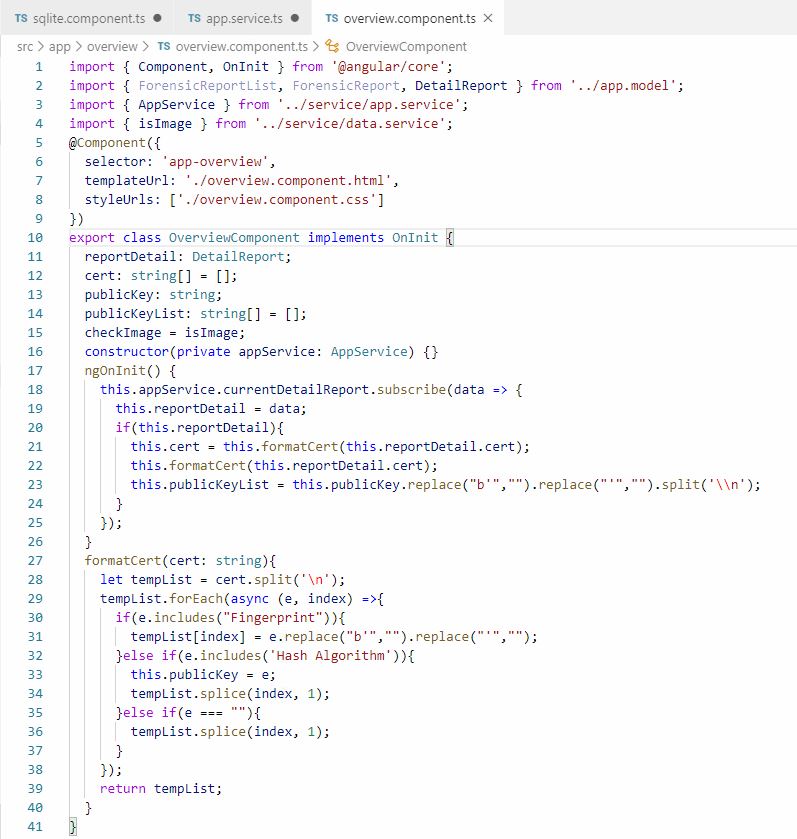 TS sqlite.component.ts ● TS app.service.ts ● TS overview.component.ts ×
src > app > overview > TS overview.component.ts > OverviewComponent
1 import { Component, OnInit } from '@angular/core';
2 import { ForensicReportList, ForensicReport, DetailReport } from '../app.model';
3 import { AppService } from '../service/app.service';
4 import { isImage } from '../service/data.service';
5 @Component({
6   selector: 'app-overview',
7   templateUrl: './overview.component.html',
8   styleUrls: ['./overview.component.css']
9 })
10 export class OverviewComponent implements OnInit {
11   reportDetail: DetailReport;
12   cert: string[] = [];
13   publicKey: string;
14   publicKeyList: string[] = [];
15   checkImage = isImage;
16   constructor(private appService: AppService) {}
17   ngOnInit() {
18     this.appService.currentDetailReport.subscribe(data => {
19       this.reportDetail = data;
20       if(this.reportDetail){
21         this.cert = this.formatCert(this.reportDetail.cert);
22         this.formatCert(this.reportDetail.cert);
23         this.publicKeyList = this.publicKey.replace("b'","").replace("'","").split('\\n');
24       }
25     });
26   }
27   formatCert(cert: string){
28     let tempList = cert.split('\n');
29     tempList.forEach(async (e, index) =>{
30       if(e.includes("Fingerprint")){
31         tempList[index] = e.replace("b'","").replace("'","");
32       }else if(e.includes('Hash Algorithm')){
33         this.publicKey = e;
34         tempList.splice(index, 1);
35       }else if(e === ""){
36         tempList.splice(index, 1);
37       }
38     });
39     return tempList;
40   }
41 }